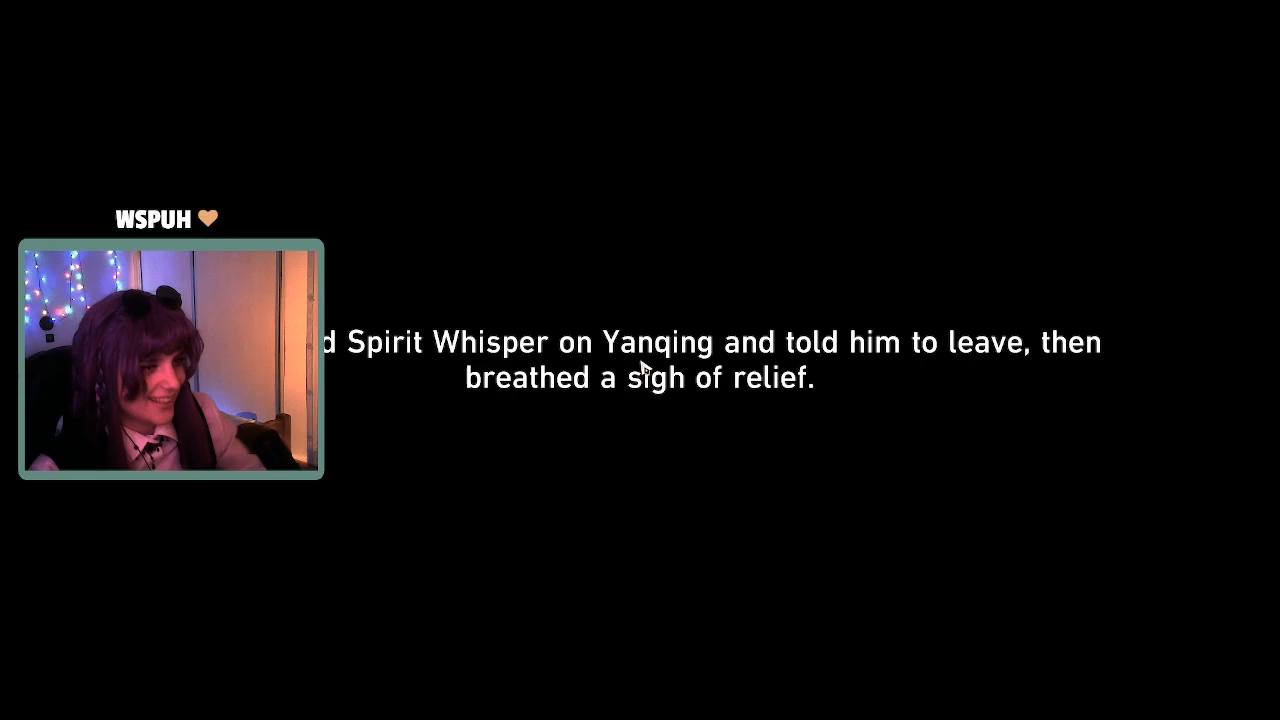 WSPUH
d Spirit Whisper on Yanqing and told him to leave, then
breathed a sigh of relief.